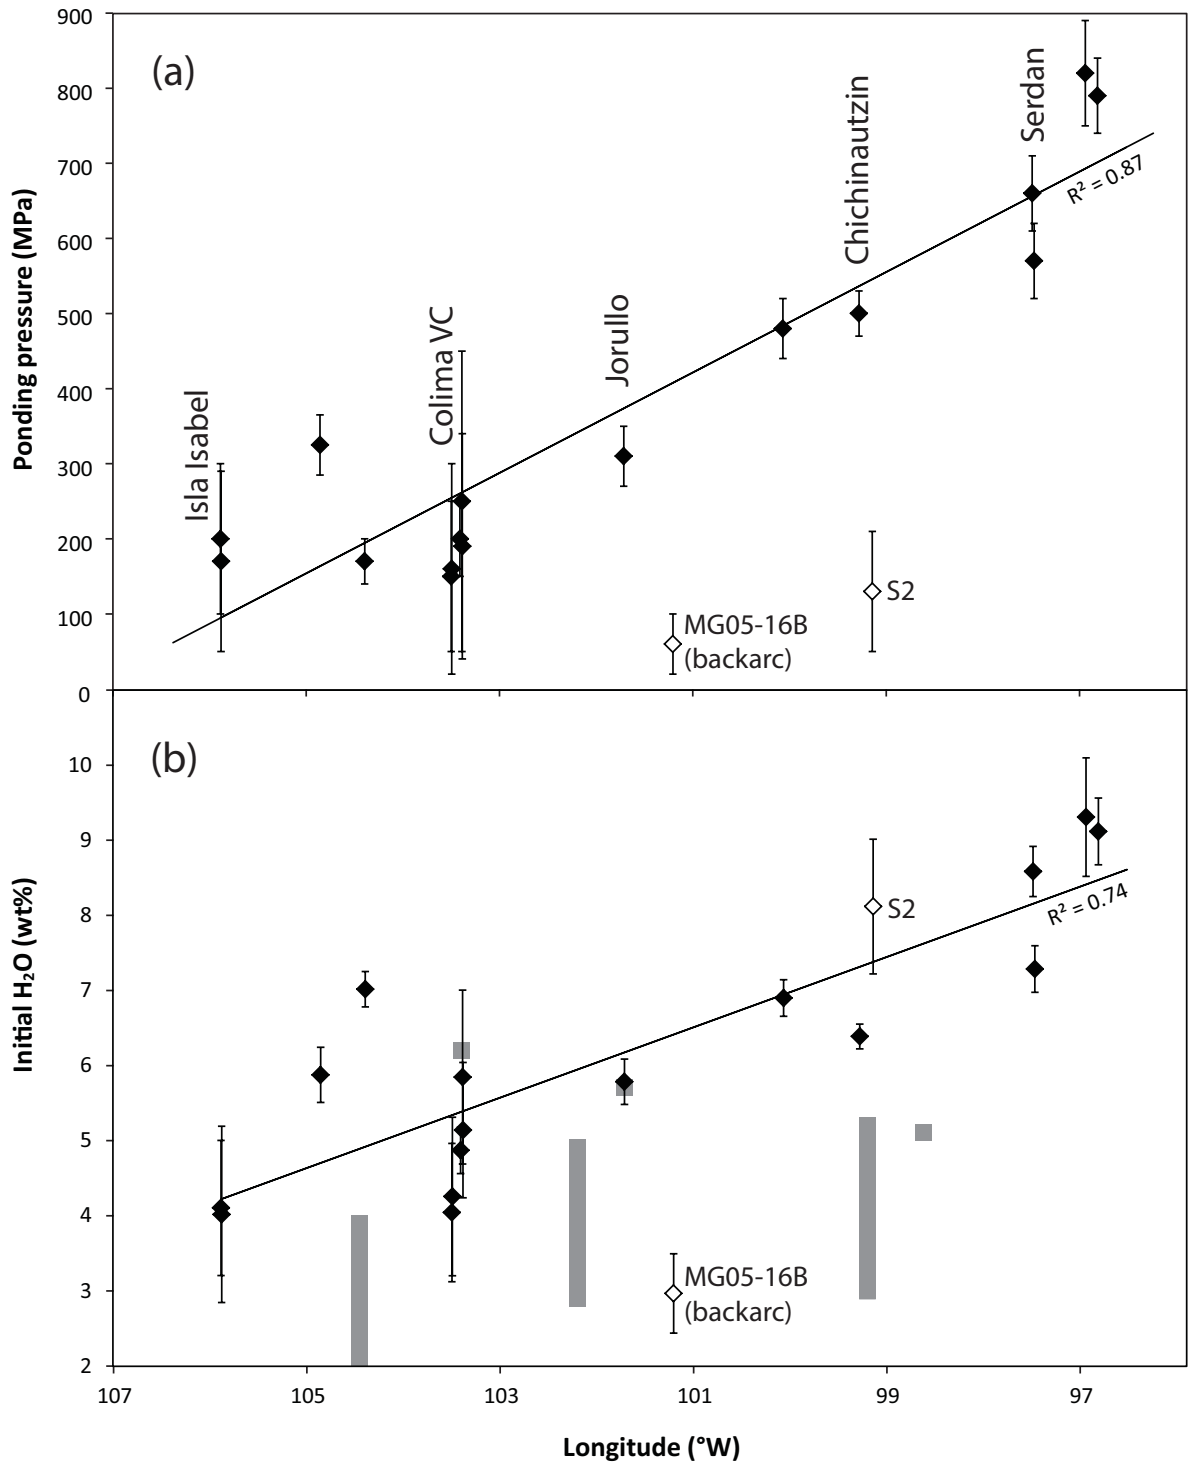 900
(a)
800
700
600
500
400
300
200
100
0
Ponding pressure (MPa)
Isla Isabel
Colima VC
Jorullo
Chichinautzin
Serdan
R² = 0.87
S2
MG05-16B
(backarc)
(b)
10
9
8
7
6
5
4
3
2
Initial H₂O (wt%)
S2
R² = 0.74
MG05-16B
(backarc)
107 105 103 101 99 97
Longitude (°W)